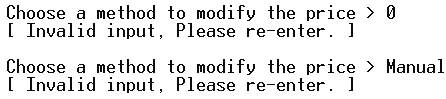 Choose a method to modify the price > 0
[ Invalid input, Please re-enter. ]
Choose a method to modify the price > Manual
[ Invalid input, Please re-enter. ]